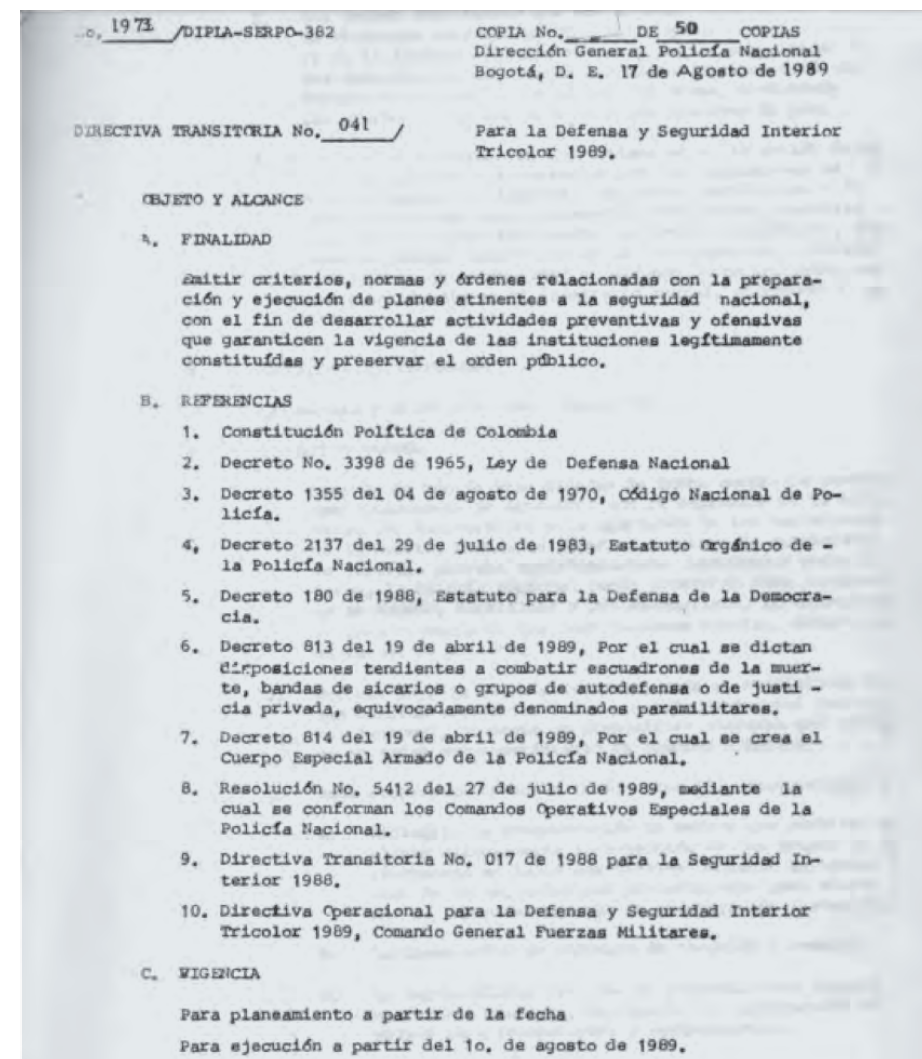 o. 1973 /DIPLA-SERPO-382
COPIA No. DE 50 COPIAS
Dirección General Policía Nacional
Bogotá, D. E. 17 de Agosto de 1989
DIRECTIVA TRANSITORIA No. 041 /
Para la Defensa y Seguridad Interior
Tricolor 1989.
OBJETO Y ALCANCE
A. FINALIDAD
Emitir criterios, normas y órdenes relacionadas con la prepara-
ción y ejecución de planes atinentes a la seguridad nacional,
con el fin de desarrollar actividades preventivas y ofensivas
que garanticen la vigencia de las instituciones legítimamente
constituídas y preservar el orden público.
B. REFERENCIAS
1. Constitución Política de Colombia
2. Decreto No. 3398 de 1965, Ley de Defensa Nacional
3. Decreto 1355 del 04 de agosto de 1970, Código Nacional de Po-
licía.
4. Decreto 2137 del 29 de julio de 1983, Estatuto Orgánico de -
la Policía Nacional.
5. Decreto 180 de 1988, Estatuto para la Defensa de la Democra-
cia.
6. Decreto 813 del 19 de abril de 1989, Por el cual se dictan
disposiciones tendientes a combatir escuadrones de la muer-
te, bandas de sicarios o grupos de autodefensa o de justi -
cia privada, equivocadamente denominados paramilitares.
7. Decreto 814 del 19 de abril de 1989, Por el cual se crea el
Cuerpo Especial Armado de la Policía Nacional.
8. Resolución No. 5412 del 27 de julio de 1989, mediante la
cual se conforman los Comandos Operativos Especiales de la
Policía Nacional.
9. Directiva Transitoria No. 017 de 1988 para la Seguridad In-
terior 1988.
10. Directiva Operacional para la Defensa y Seguridad Interior
Tricolor 1989, Comando General Fuerzas Militares.
C. VIGENCIA
Para planeamiento a partir de la fecha
Para ejecución a partir del 1o. de agosto de 1989.